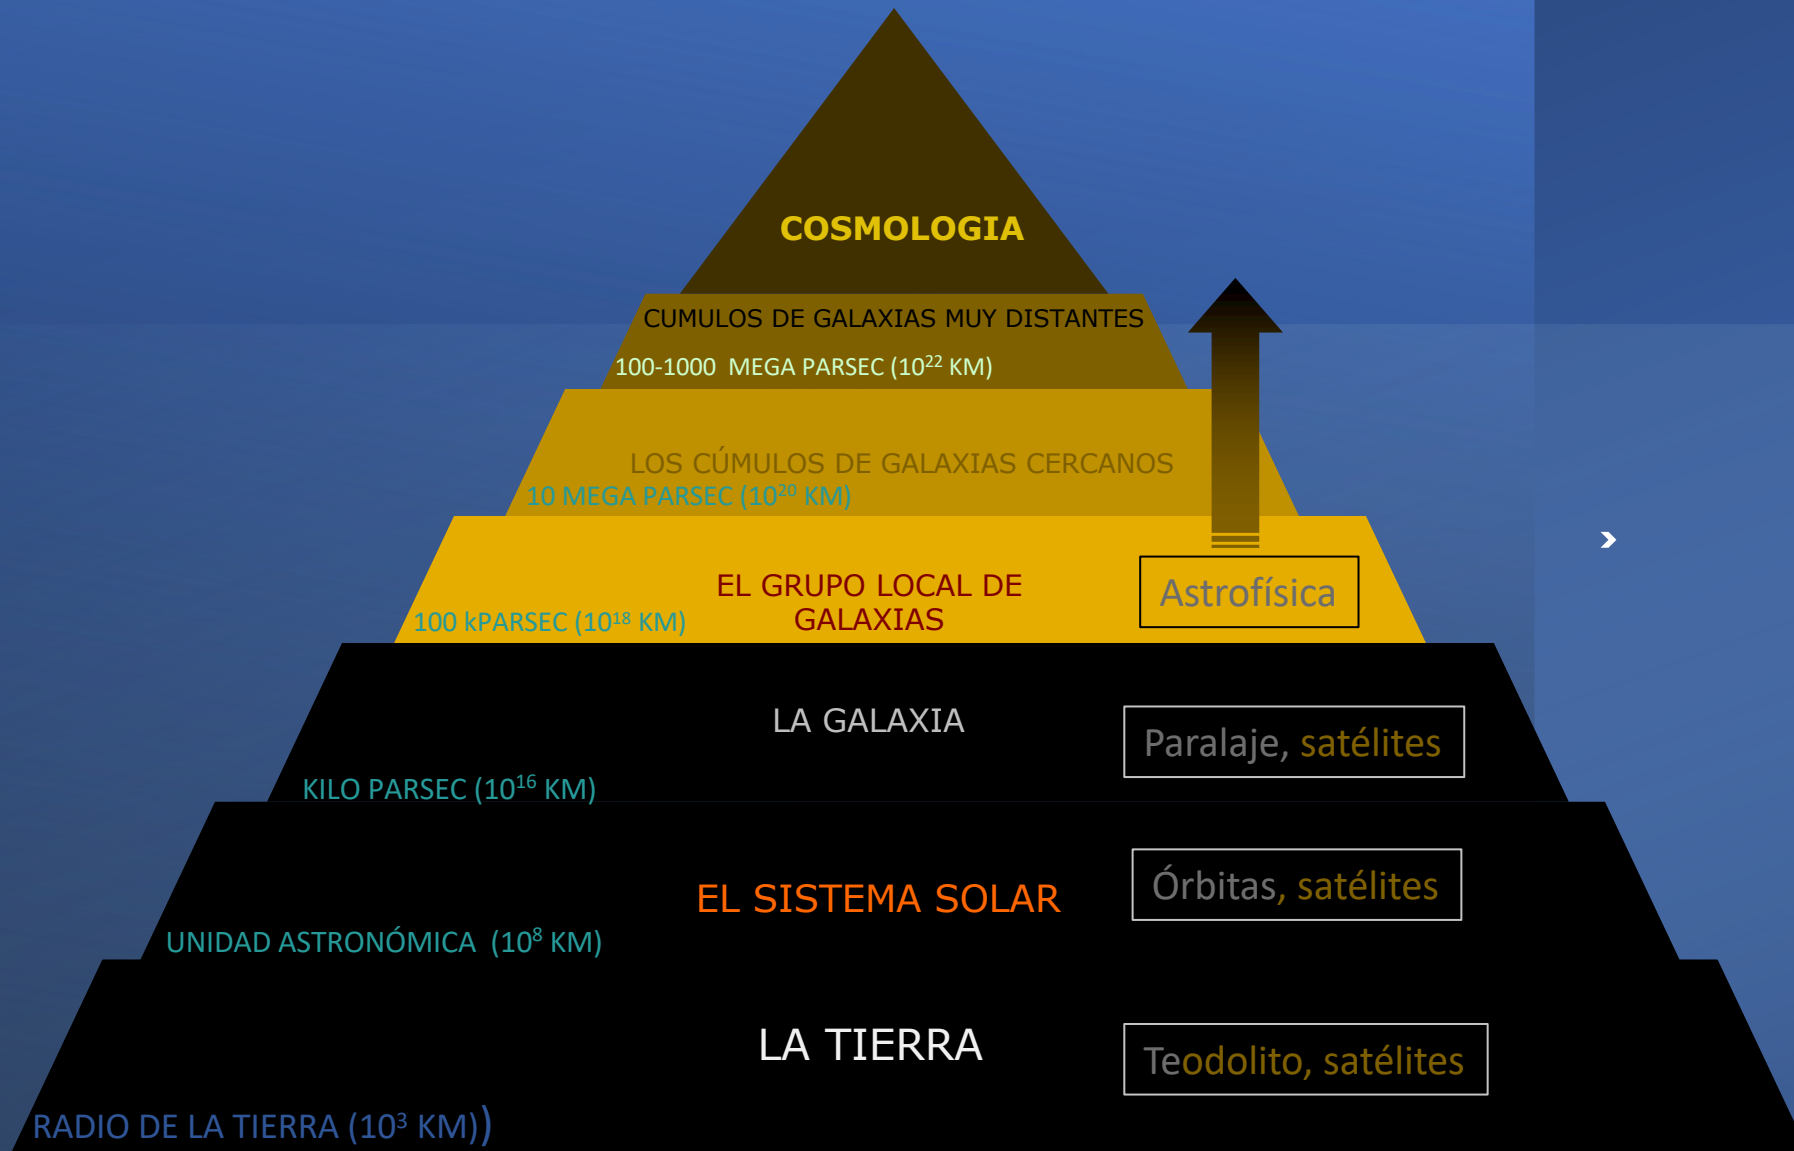 COSMOLOGIA
CUMULOS DE GALAXIAS MUY DISTANTES
100-1000 MEGA PARSEC (10²² KM)
LOS CÚMULOS DE GALAXIAS CERCANOS
10 MEGA PARSEC (10²⁰ KM)
EL GRUPO LOCAL DE
GALAXIAS
Astrofísica
100 kPARSEC (10¹⁸ KM)
LA GALAXIA
Paralaje, satélites
KILO PARSEC (10¹⁶ KM)
EL SISTEMA SOLAR
Órbitas, satélites
UNIDAD ASTRONÓMICA (10⁸ KM)
LA TIERRA
Teodolito, satélites
RADIO DE LA TIERRA (10³ KM))